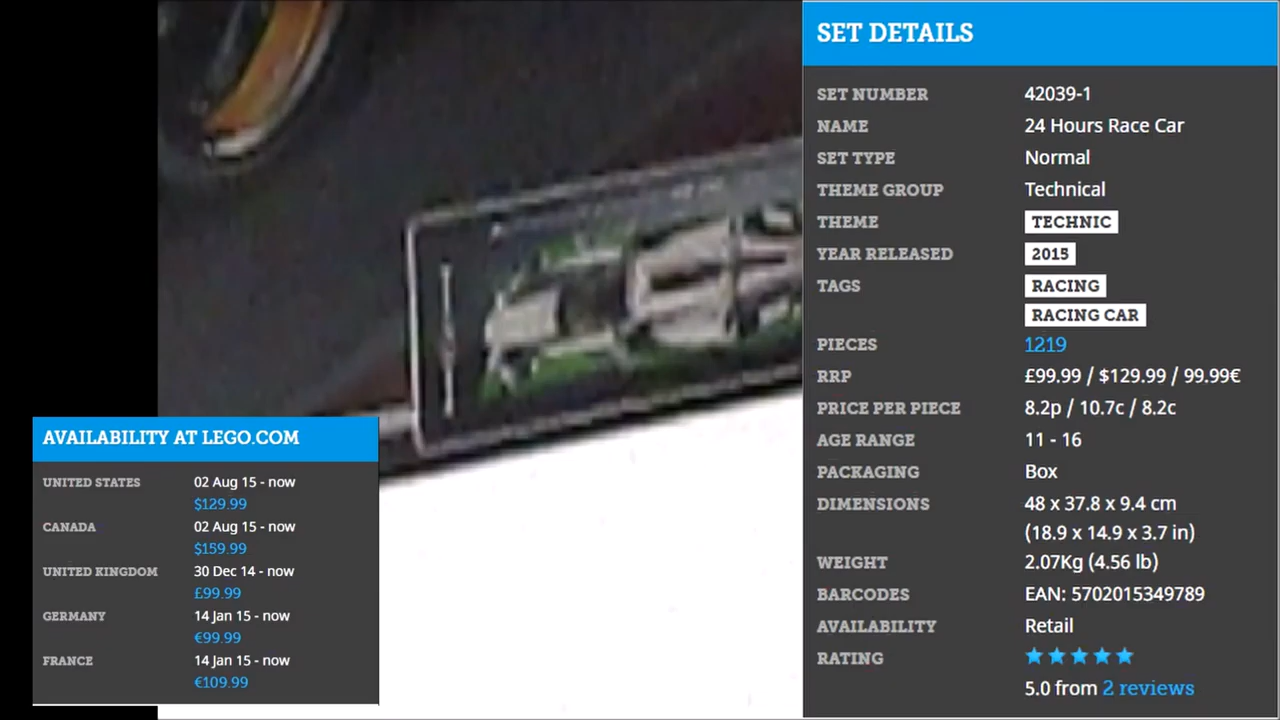 SET DETAILS
SET NUMBER 42039-1
NAME 24 Hours Race Car
SET TYPE Normal
THEME GROUP Technical
THEME TECHNIC
YEAR RELEASED 2015
TAGS RACING
RACING CAR
PIECES 1219
RRP £99.99 / $129.99 / 99.99€
PRICE PER PIECE 8.2p / 10.7c / 8.2c
AGE RANGE 11 - 16
PACKAGING Box
DIMENSIONS 48 x 37.8 x 9.4 cm
(18.9 x 14.9 x 3.7 in)
WEIGHT 2.07Kg (4.56 lb)
BARCODES EAN: 5702015349789
AVAILABILITY Retail
RATING
5.0 from 2 reviews
AVAILABILITY AT LEGO.COM
UNITED STATES 02 Aug 15 - now
$129.99
CANADA 02 Aug 15 - now
$159.99
UNITED KINGDOM 30 Dec 14 - now
£99.99
GERMANY 14 Jan 15 - now
€99.99
FRANCE 14 Jan 15 - now
€109.99